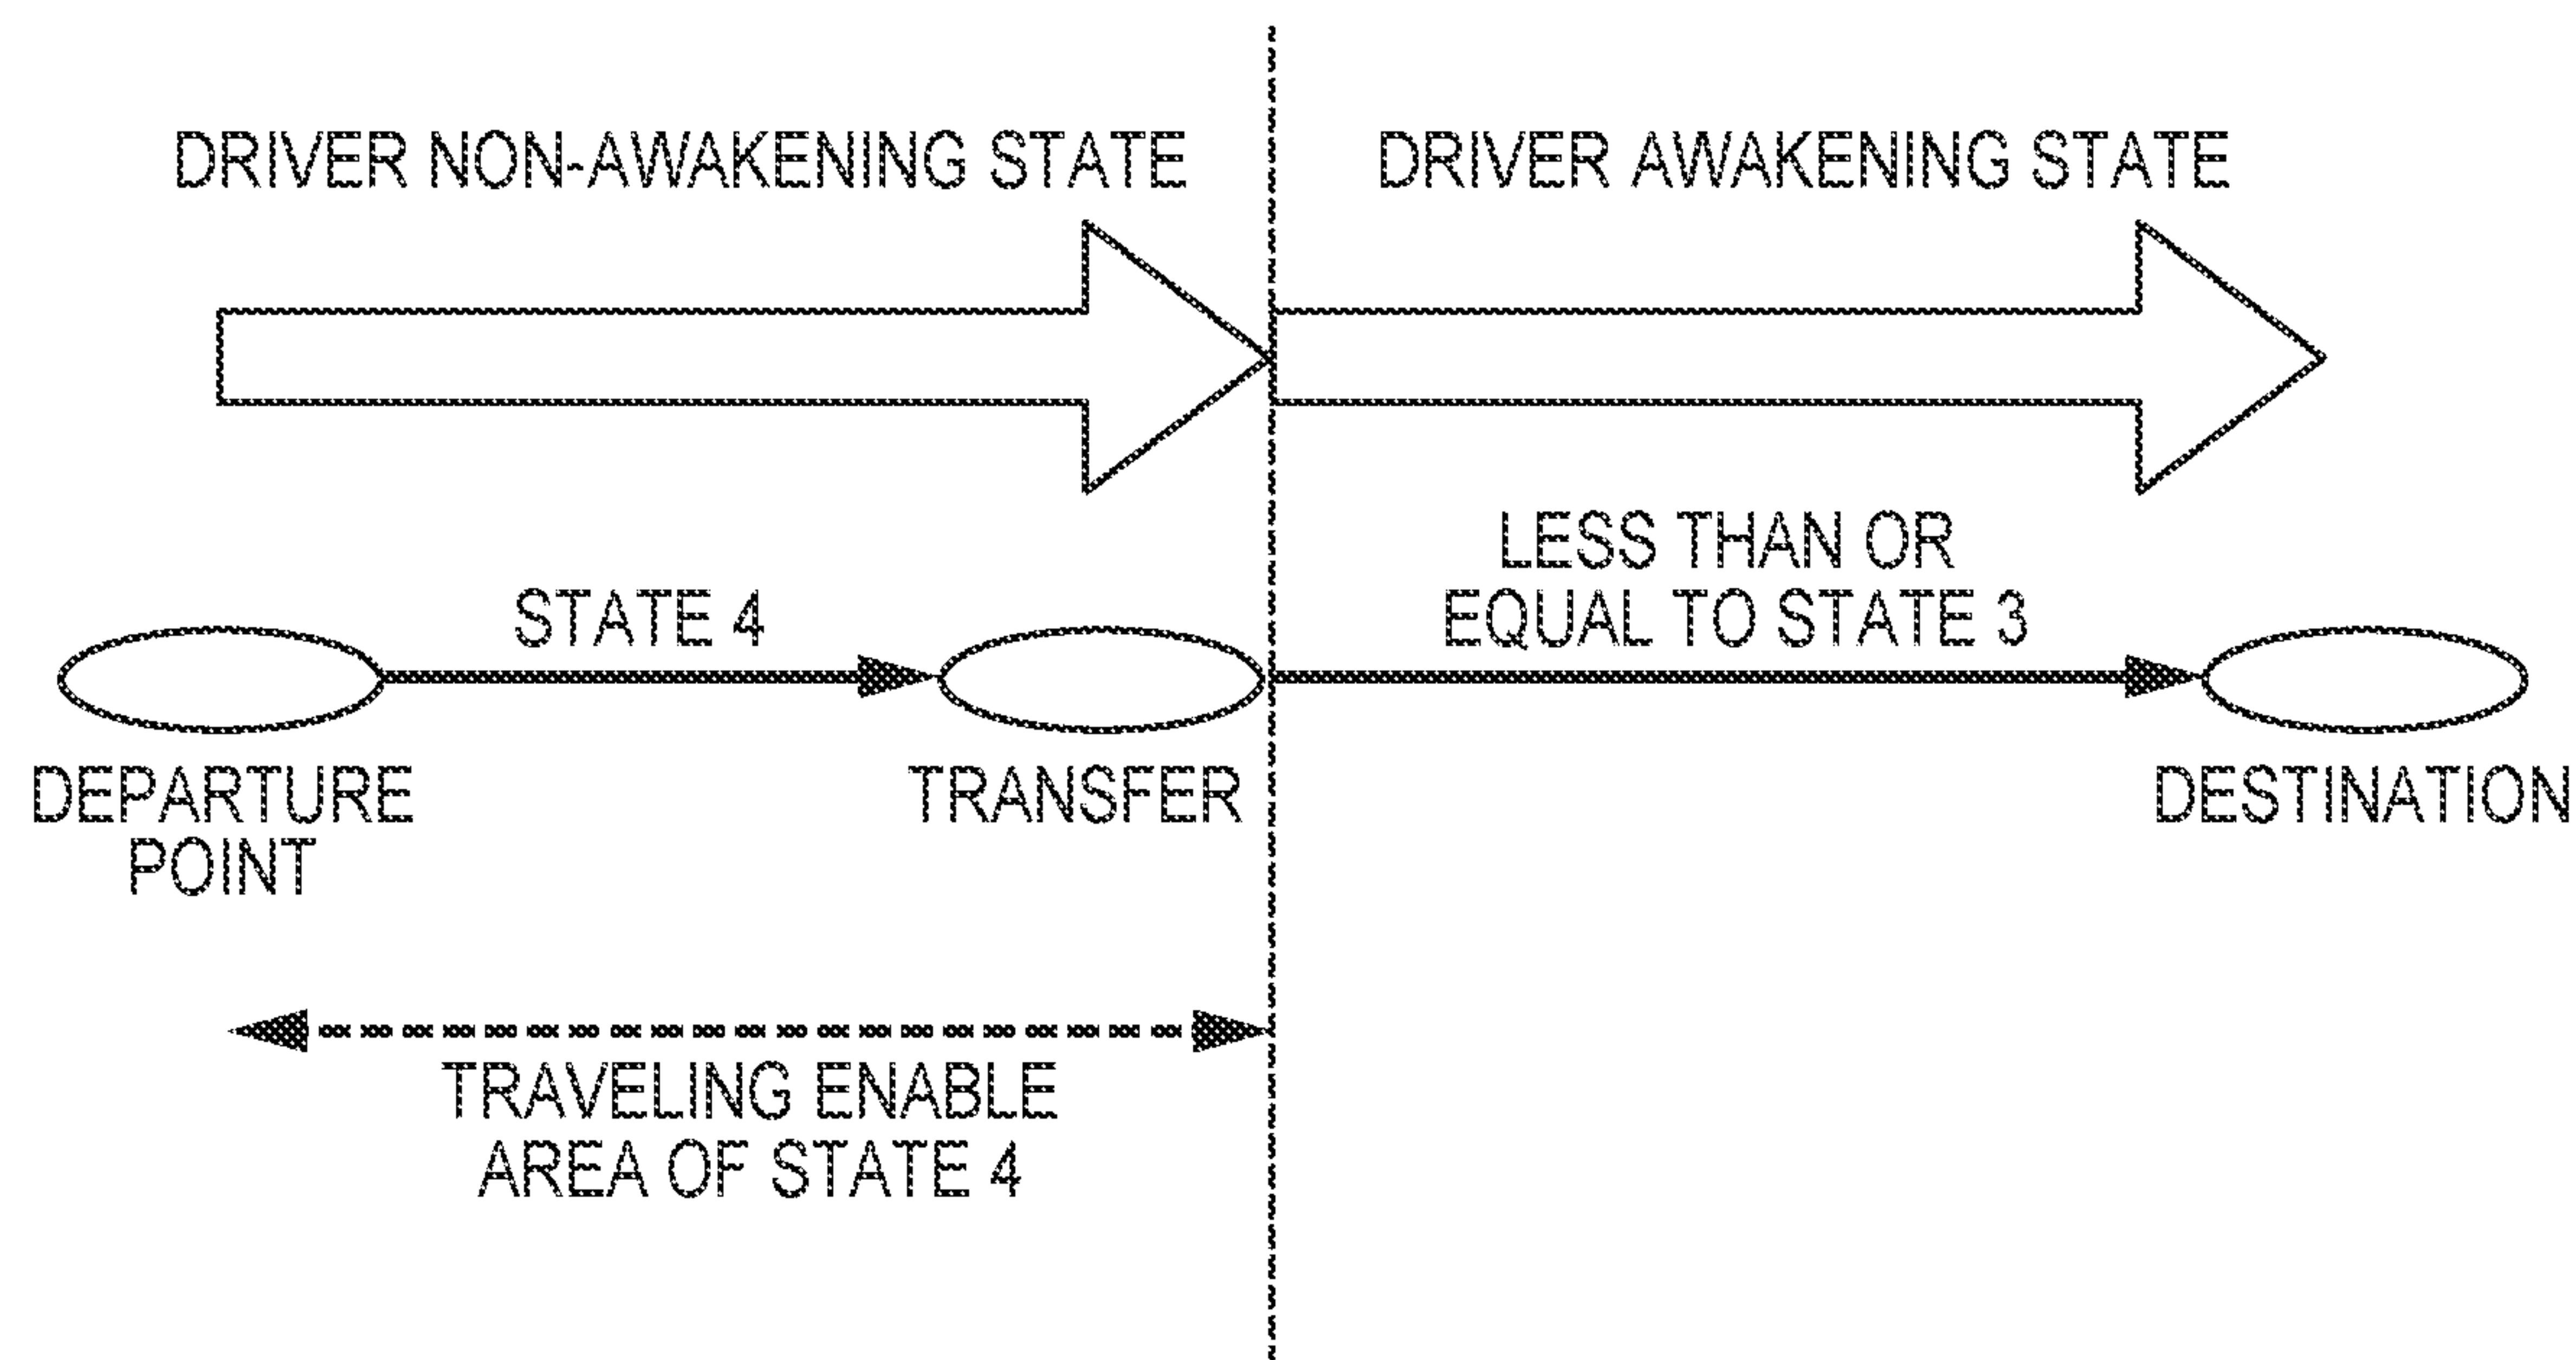 DRIVER NON-AWAKENING STATE
DRIVER AWAKENING STATE
STATE 4
LESS THAN OR
EQUAL TO STATE 3
DEPARTURE
POINT
TRANSFER
DESTINATION
TRAVELING ENABLE
AREA OF STATE 4